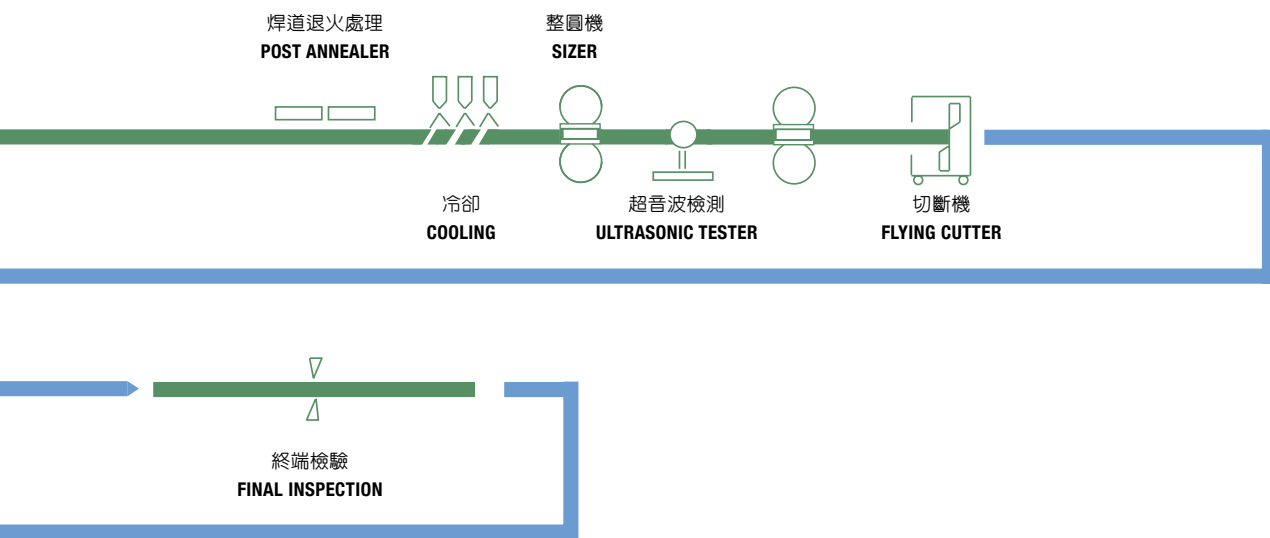 焊道退火處理
POST ANNEALER
整圓機
SIZER
冷卻
COOLING
超音波檢測
ULTRASONIC TESTER
切斷機
FLYING CUTTER
終端檢驗
FINAL INSPECTION